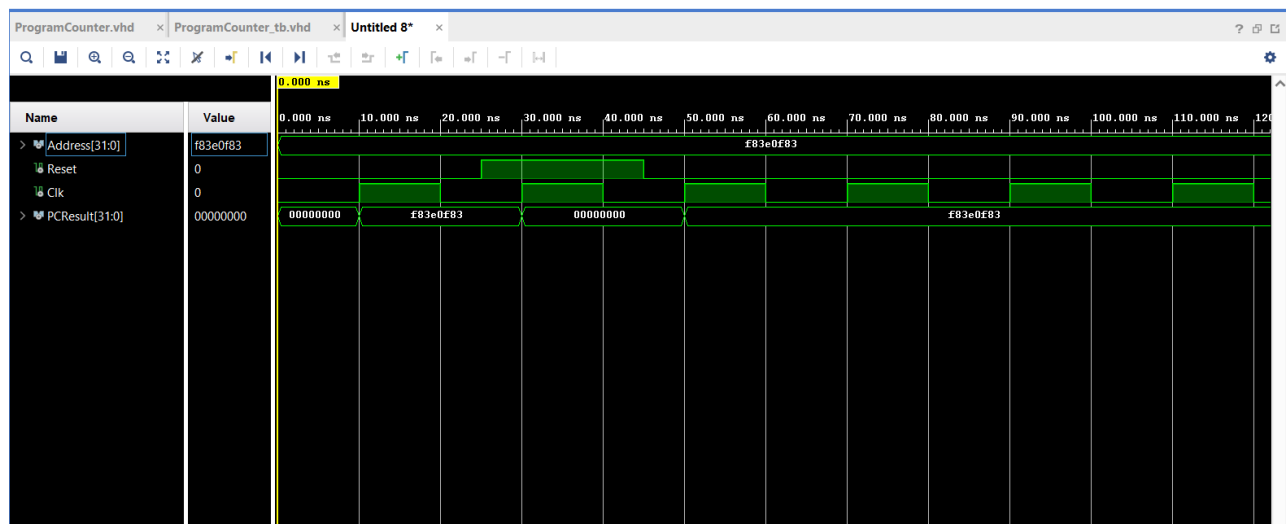 ProgramCounter.vhd × ProgramCounter_tb.vhd × Untitled 8* × ?
0.000 ns
Name Value 0.000 ns 10.000 ns 20.000 ns 30.000 ns 40.000 ns 50.000 ns 60.000 ns 70.000 ns 80.000 ns 90.000 ns 100.000 ns 110.000 ns 120
Address[31:0] f83e0f83 f83e0f83
Reset 0
Clk 0
PCResult[31:0] 00000000 00000000 f83e0f83 00000000 f83e0f83